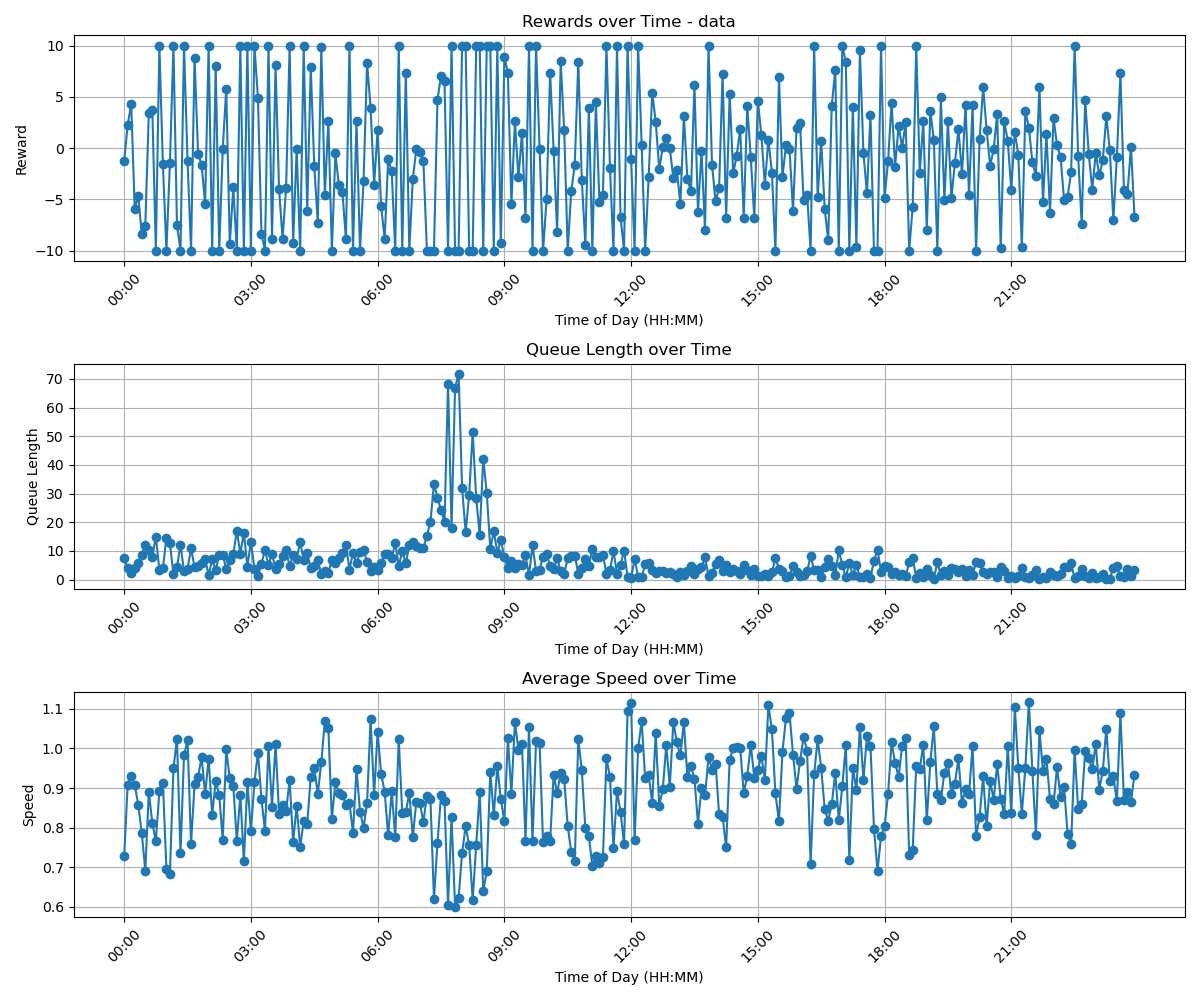 Rewards over Time - data
Reward
10
5
0
−5
−10
00:00 03:00 06:00 09:00 12:00 15:00 18:00 21:00
Time of Day (HH:MM)
Queue Length over Time
Queue Length
70
60
50
40
30
20
10
0
00:00 03:00 06:00 09:00 12:00 15:00 18:00 21:00
Time of Day (HH:MM)
Average Speed over Time
Speed
1.1
1.0
0.9
0.8
0.7
0.6
00:00 03:00 06:00 09:00 12:00 15:00 18:00 21:00
Time of Day (HH:MM)